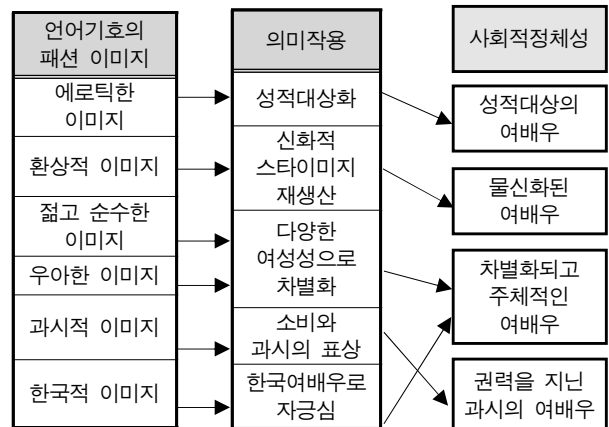 언어기호의
패션 이미지
에로틱한
이미지
환상적 이미지
젊고 순수한
이미지
우아한 이미지
과시적 이미지
한국적 이미지
의미작용
성적대상화
신화적
스타이미지
재생산
다양한
여성성으로
차별화
소비와
과시의 표상
한국여배우로
자긍심
사회적정체성
성적대상의
여배우
물신화된
여배우
차별화되고
주체적인
여배우
권력을 지닌
과시의 여배우